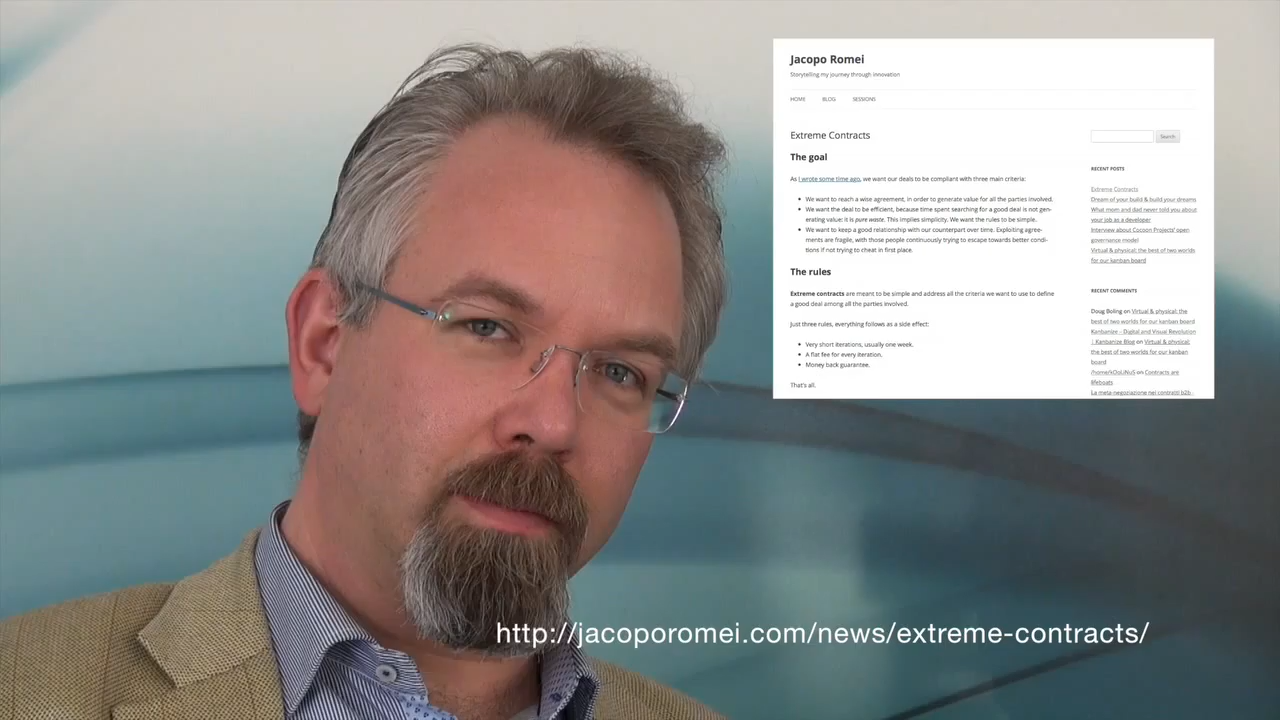 Jacopo Romei
Storytelling my journey through innovation
HOME BLOG SESSIONS
Extreme Contracts
Search
The goal
As I wrote some time ago, we want our deals to be compliant with three main criteria:
We want to reach a wise agreement, in order to generate value for all the parties involved.
We want the deal to be efficient, because time spent searching for a good deal is not gen-
erating value: it is pure waste. This implies simplicity. We want the rules to be simple.
We want to keep a good relationship with our counterpart over time. Exploiting agree-
ments are fragile, with those people continuously trying to escape towards better condi-
tions if not trying to cheat in first place.
The rules
Extreme contracts are meant to be simple and address all the criteria we want to use to define
a good deal among all the parties involved.
Just three rules, everything follows as a side effect:
Very short iterations, usually one week.
A flat fee for every iteration.
Money back guarantee.
That's all.
RECENT POSTS
Extreme Contracts
Dream of your build & build your dreams
What mom and dad never told you about
your job as a developer
Interview about Cocoon Projects' open
governance model
Virtual & physical: the best of two worlds
for our kanban board
RECENT COMMENTS
Doug Boling on Virtual & physical: the
best of two worlds for our kanban board
Kanbanize - Digital and Visual Revolution
| Kanbanize Blog on Virtual & physical:
the best of two worlds for our kanban
board
on Contracts are
lifeboats
La meta-negoziazione nei contratti b2b -
http://jacoporomei.com/news/extreme-contracts/